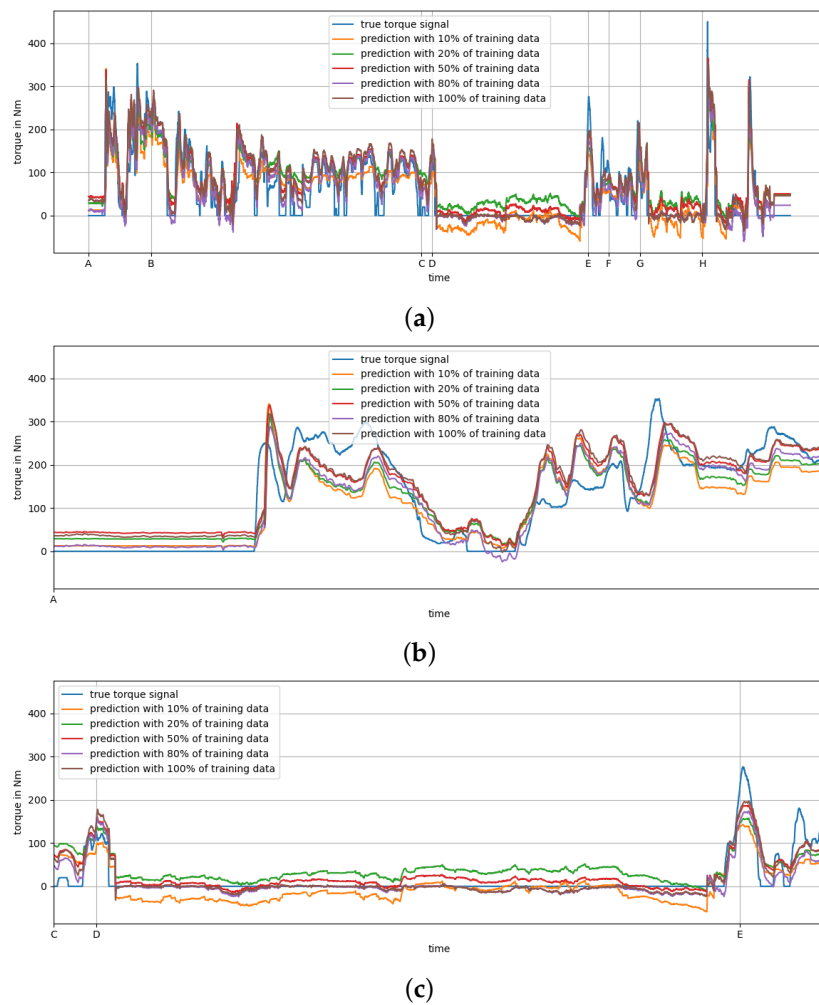 true torque signal
prediction with 10% of training data
prediction with 20% of training data
prediction with 50% of training data
prediction with 80% of training data
prediction with 100% of training data
torque in Nm
400
300
200
100
0
A B C D E F G H
time
(a)
true torque signal
prediction with 10% of training data
prediction with 20% of training data
prediction with 50% of training data
prediction with 80% of training data
prediction with 100% of training data
torque in Nm
400
300
200
100
0
A
time
(b)
true torque signal
prediction with 10% of training data
prediction with 20% of training data
prediction with 50% of training data
prediction with 80% of training data
prediction with 100% of training data
torque in Nm
400
300
200
100
0
C D E
time
(c)